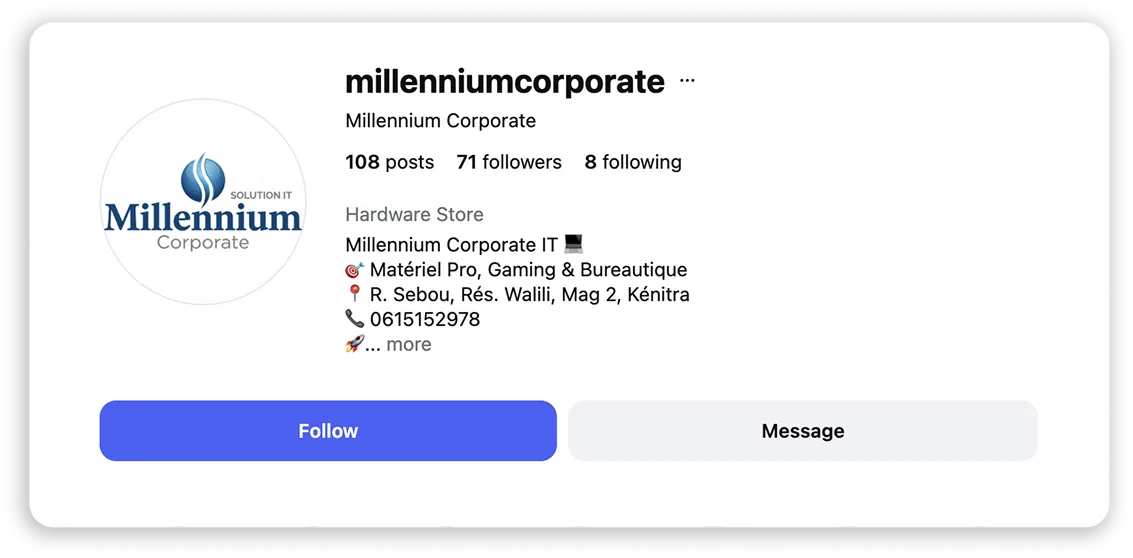 millenniumcorporate ...
Millennium Corporate
108 posts 71 followers 8 following
SOLUTION IT
Millennium
Corporate
Hardware Store
Millennium Corporate IT 💻
🎯 Matériel Pro, Gaming & Bureautique
📍 R. Sebou, Rés. Walili, Mag 2, Kénitra
📞 0615152978
🚀... more
Follow Message